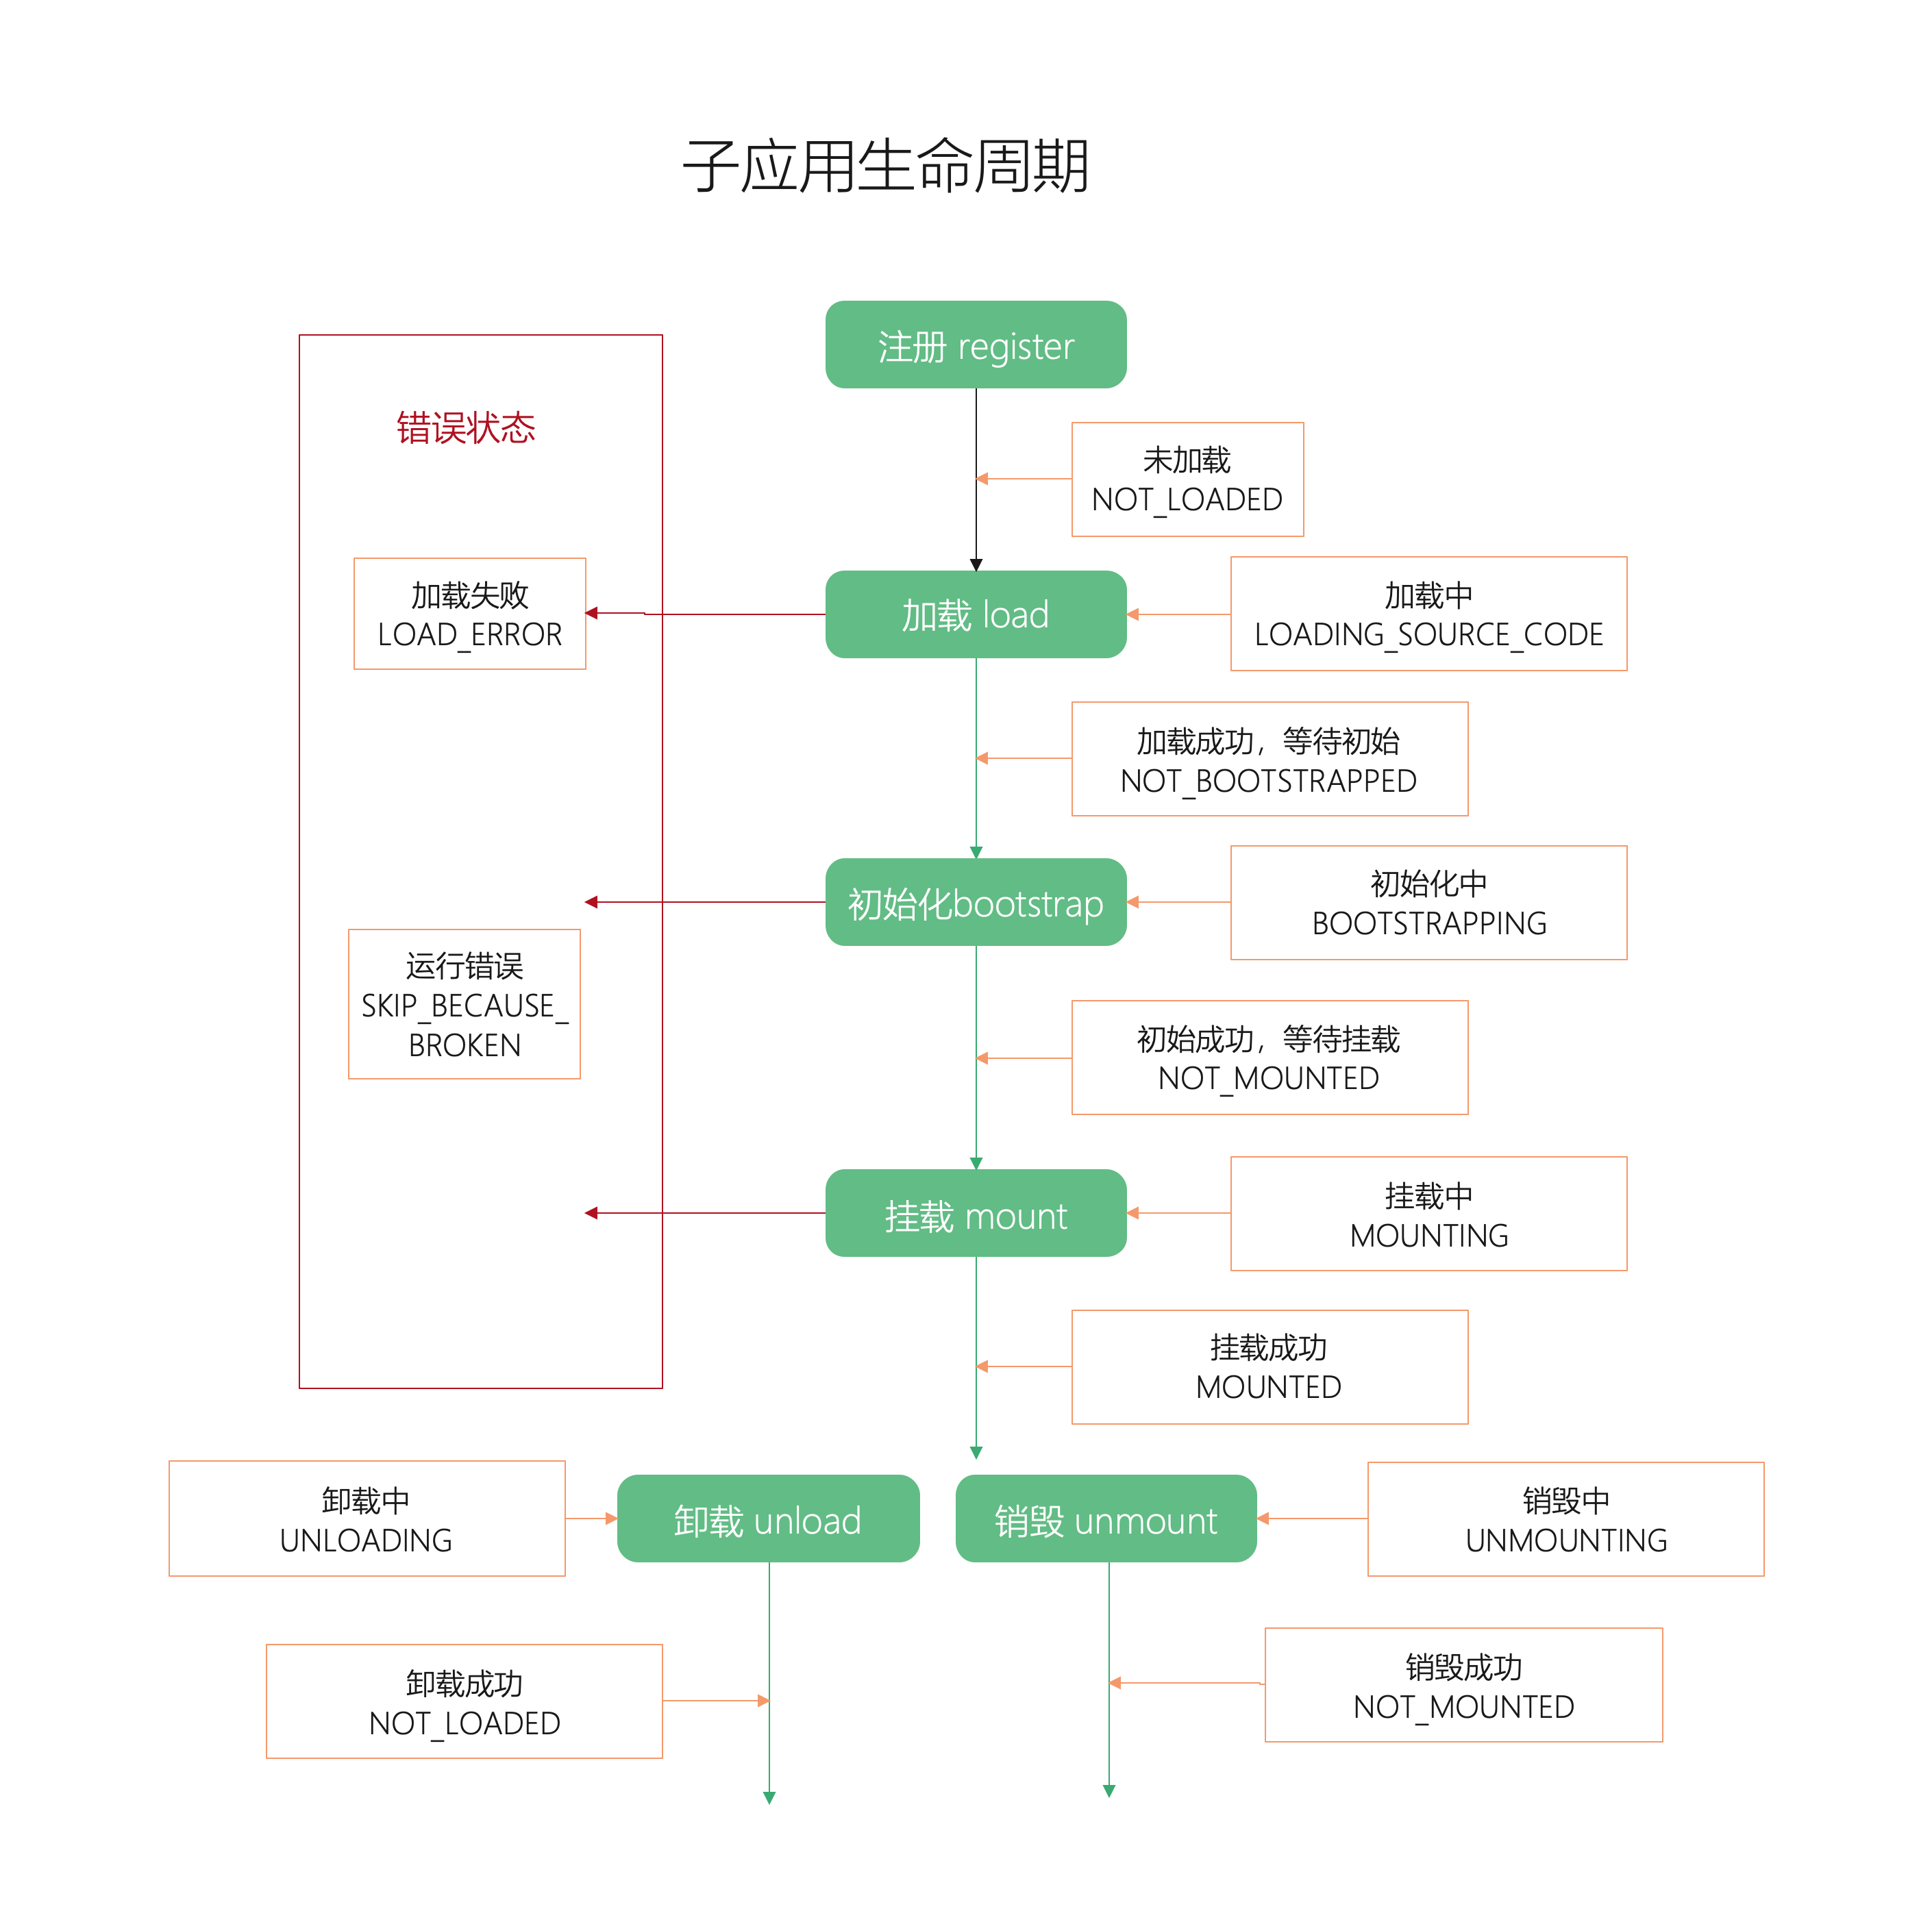 子应用生命周期
注册 register
错误状态
未加载
NOT_LOADED
加载失败
LOAD_ERROR
加载 load
加载中
LOADING_SOURCE_CODE
加载成功，等待初始
NOT_BOOTSTRAPPED
初始化bootstrap
初始化中
BOOTSTRAPPING
运行错误
SKIP_BECAUSE_
BROKEN
初始成功，等待挂载
NOT_MOUNTED
挂载 mount
挂载中
MOUNTING
挂载成功
MOUNTED
卸载中
UNLOADING
卸载 unload
销毁 unmount
销毁中
UNMOUNTING
卸载成功
NOT_LOADED
销毁成功
NOT_MOUNTED